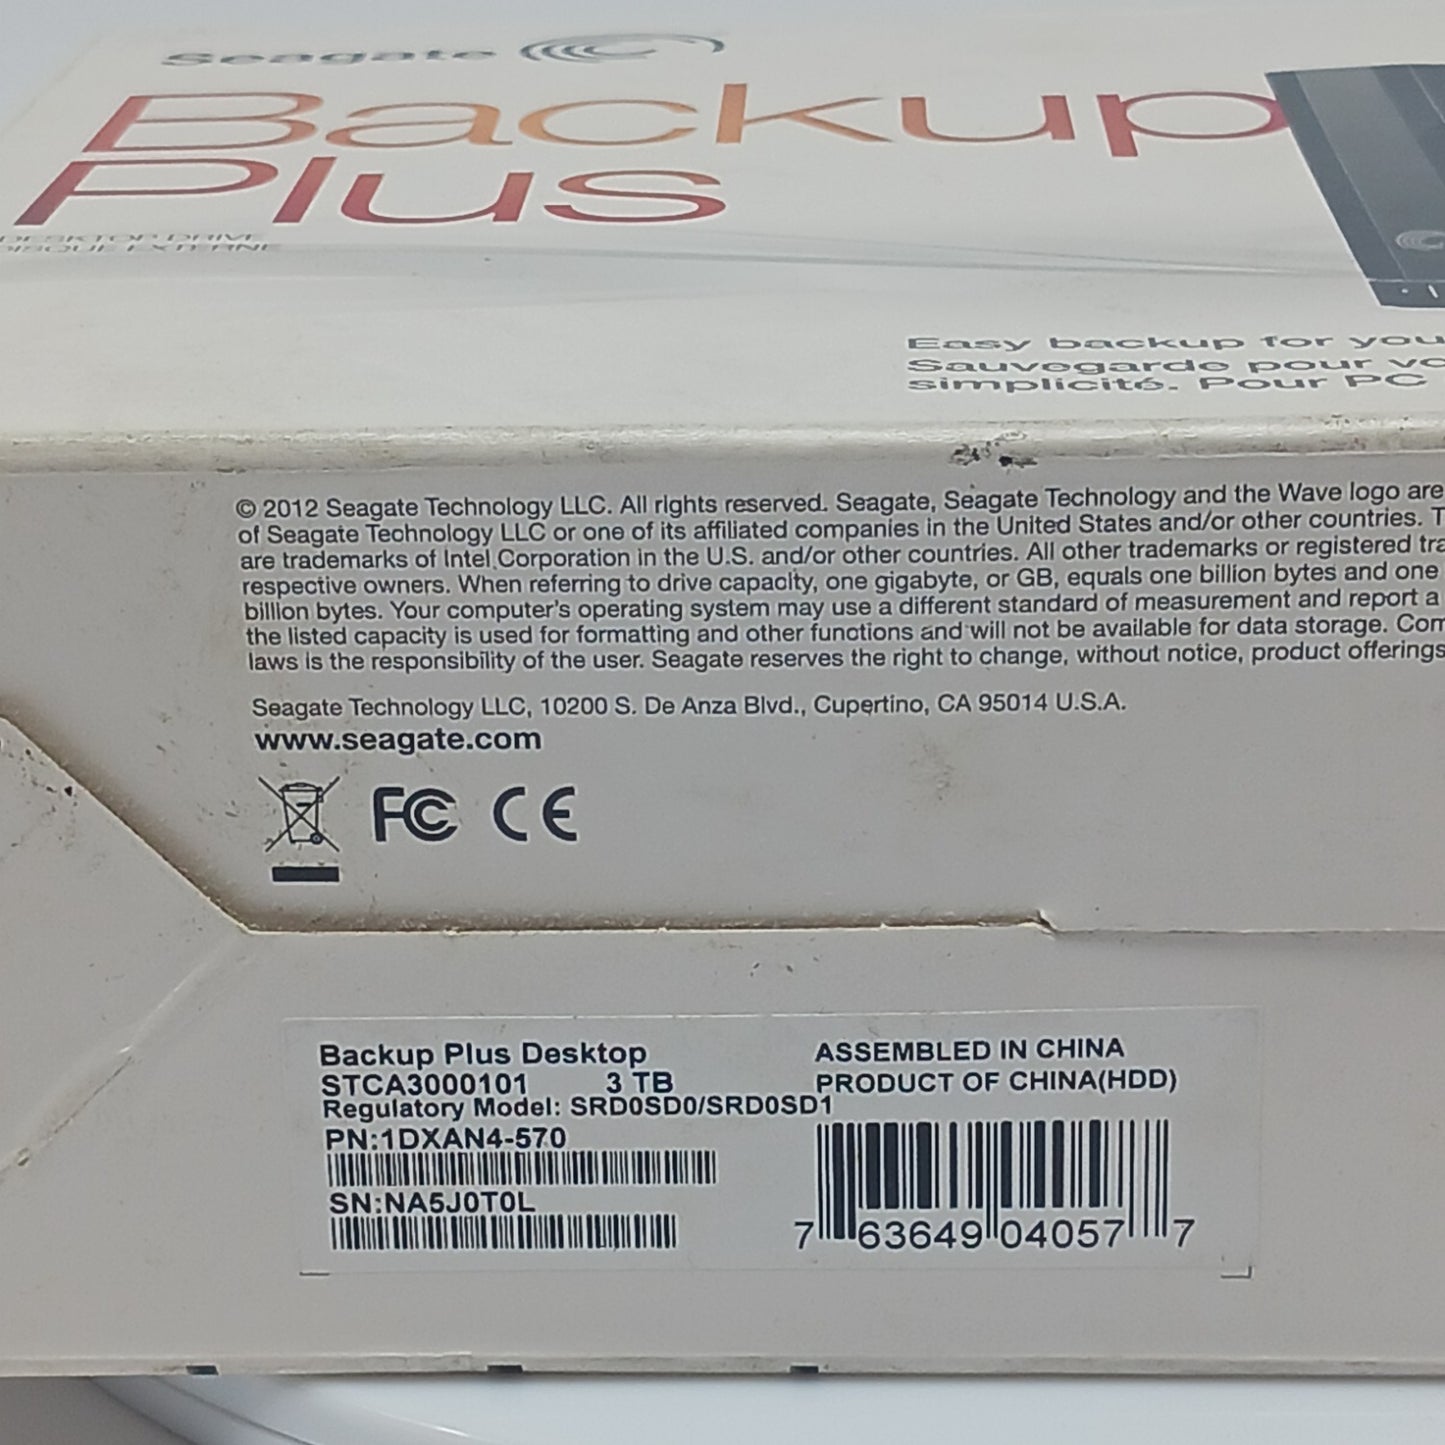 Seagate
Backup
Plus
DESKTOP DRIVE
DISQUE EXTERNE
Easy backup for you
Sauvegarde pour vo
simplicité. Pour PC
© 2012 Seagate Technology LLC. All rights reserved. Seagate, Seagate Technology and the Wave logo are
of Seagate Technology LLC or one of its affiliated companies in the United States and/or other countries. T
are trademarks of Intel Corporation in the U.S. and/or other countries. All other trademarks or registered tra
respective owners. When referring to drive capacity, one gigabyte, or GB, equals one billion bytes and one
billion bytes. Your computer's operating system may use a different standard of measurement and report a
the listed capacity is used for formatting and other functions and will not be available for data storage. Com
laws is the responsibility of the user. Seagate reserves the right to change, without notice, product offerings
Seagate Technology LLC, 10200 S. De Anza Blvd., Cupertino, CA 95014 U.S.A.
www.seagate.com
FC CE
Backup Plus Desktop
STCA3000101 3 TB
Regulatory Model: SRD0SD0/SRD0SD1
PN:1DXAN4-570
SN:NA5J0T0L
ASSEMBLED IN CHINA
PRODUCT OF CHINA(HDD)
7 63649 04057 7